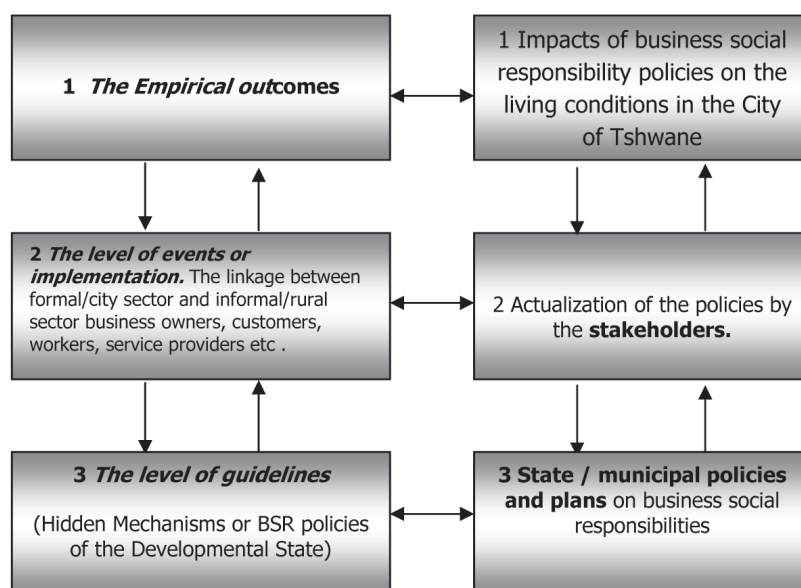 1 The Empirical outcomes
1 Impacts of business social
responsibility policies on the
living conditions in the City
of Tshwane
2 The level of events or
implementation. The linkage between
formal/city sector and informal/rural
sector business owners, customers,
workers, service providers etc .
2 Actualization of the policies by
the stakeholders.
3 The level of guidelines
(Hidden Mechanisms or BSR policies
of the Developmental State)
3 State / municipal policies
and plans on business social
responsibilities